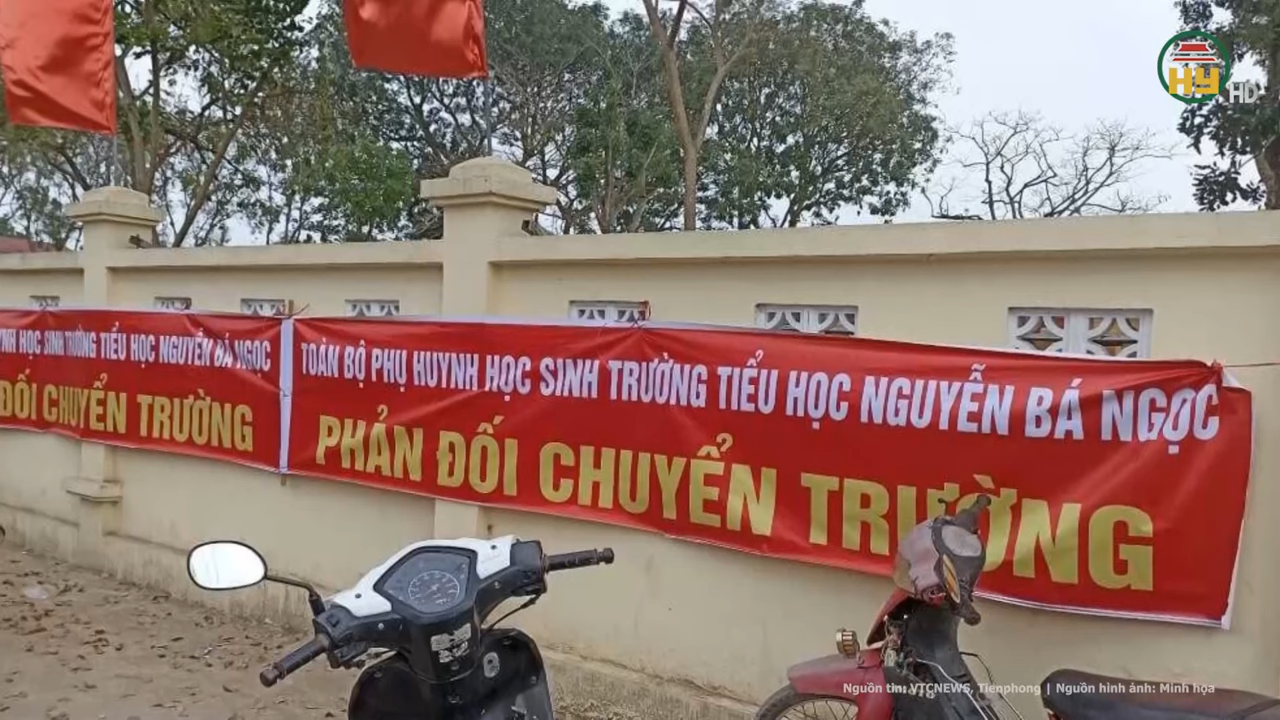 HY HD
HUYNH HỌC SINH TRƯỜNG TIỂU HỌC NGUYỄN BÁ NGỌC
ĐỐI CHUYỂN TRƯỜNG
TOÀN BỘ PHỤ HUYNH HỌC SINH TRƯỜNG TIỂU HỌC NGUYỄN BÁ NGỌC
PHẢN ĐỐI CHUYỂN TRƯỜNG
Nguồn tin: VTCNEWS, Tienphong | Nguồn hình ảnh: Minh họa